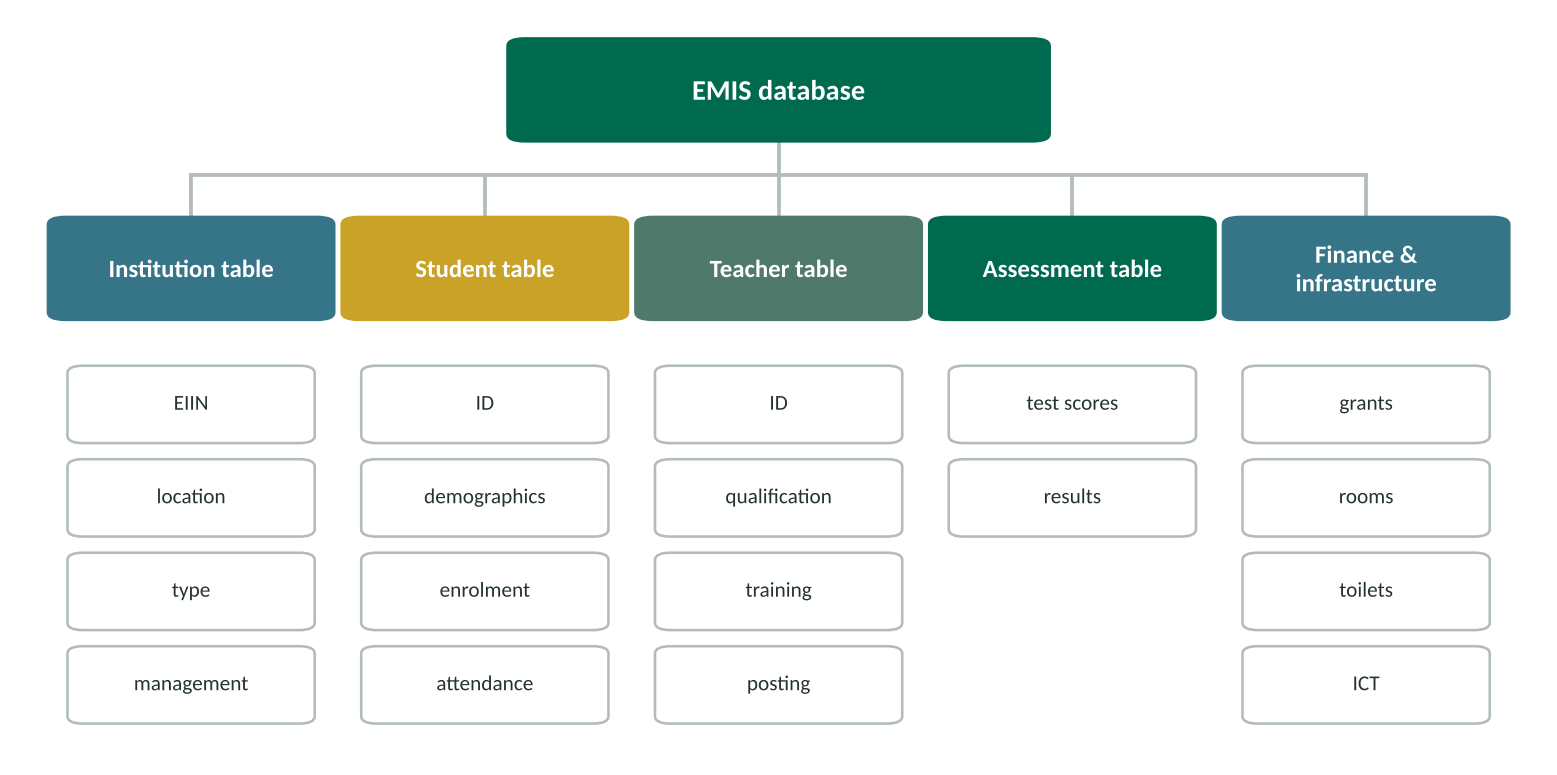 EMIS database
Institution table
Student table
Teacher table
Assessment table
Finance &
infrastructure
EIIN
ID
ID
test scores
grants
location
demographics
qualification
results
rooms
type
enrolment
training
toilets
management
attendance
posting
ICT